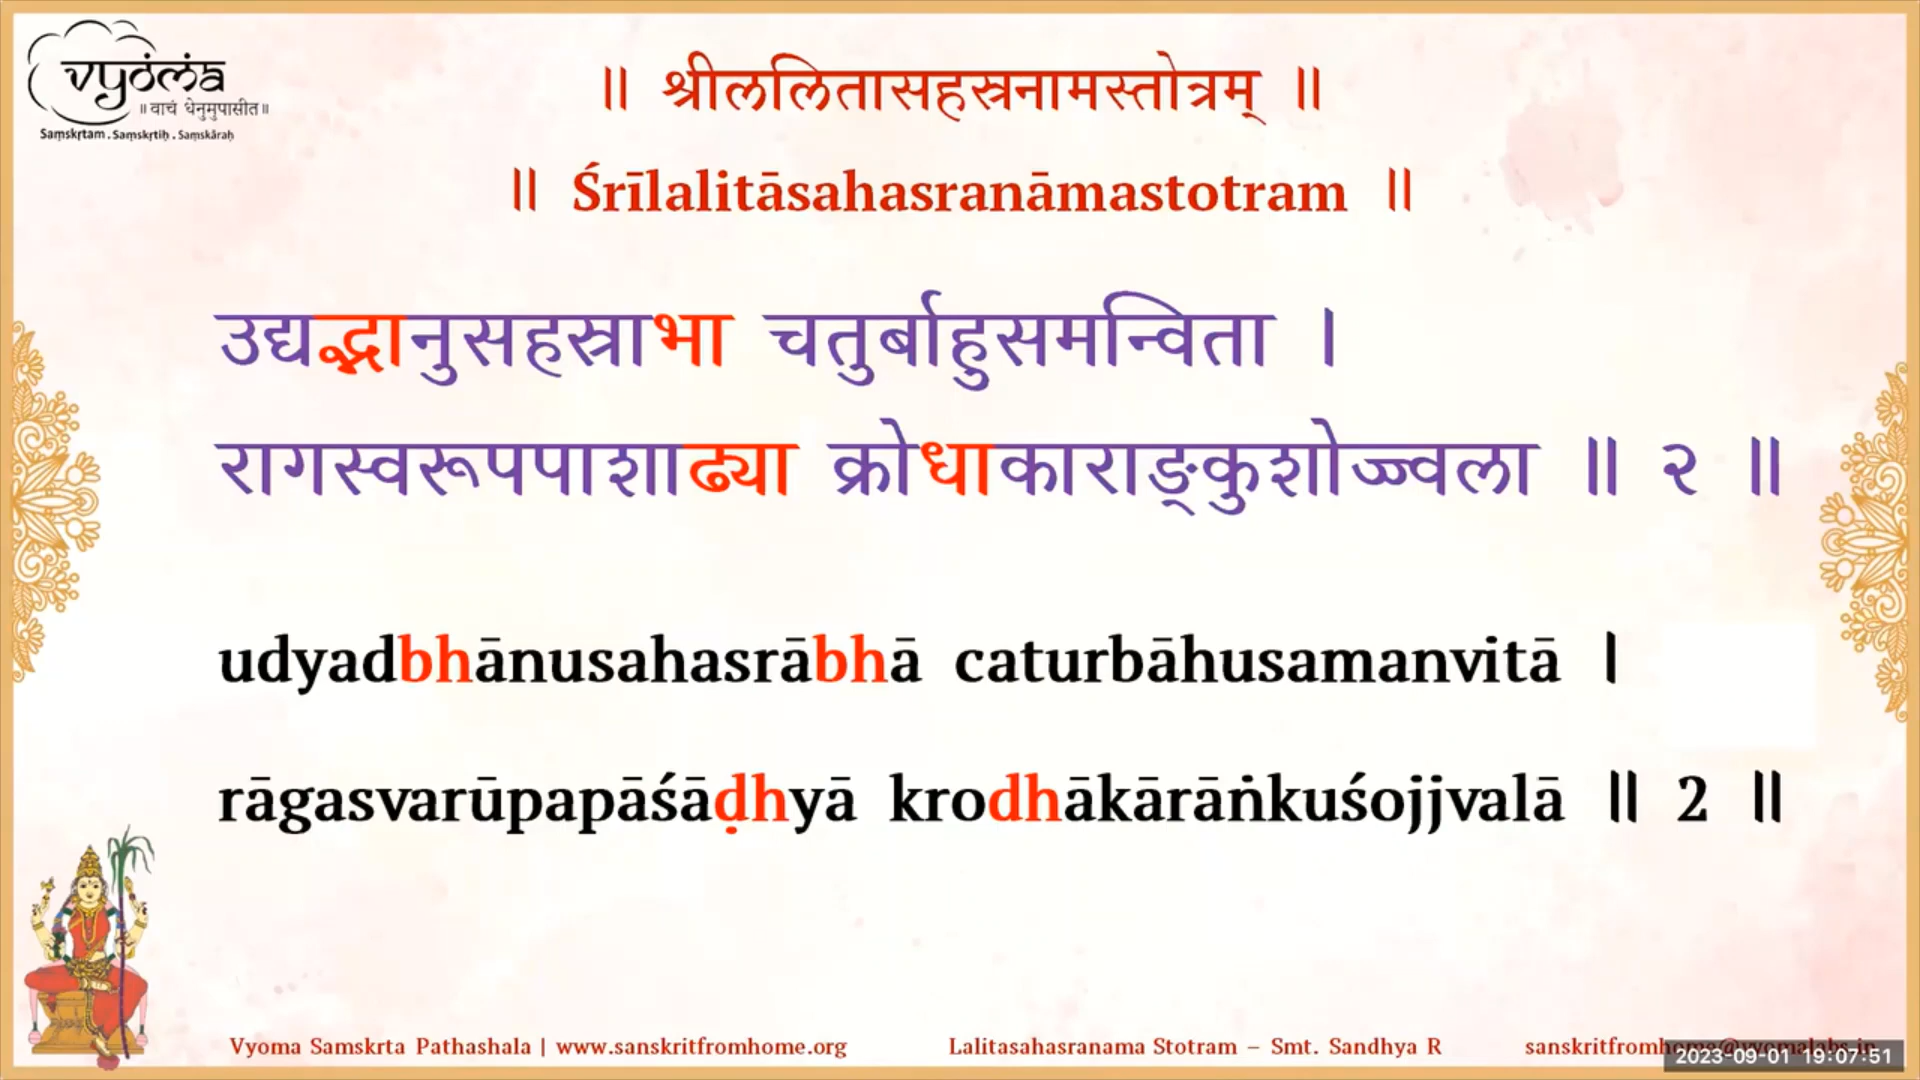 vyoma
॥ वाचं धेनुमुपासीत ॥
Saṃskṛtam . Saṃskṛtiḥ . Saṃskāraḥ
॥ श्रीललितासहस्रनामस्तोत्रम् ॥
॥ Śrīlalitāsahasranāmastotram ॥
उद्यद्भानुसहस्राभा चतुर्बाहुसमन्विता ।
रागस्वरूपपाशाढ्या क्रोधाकाराङ्कुशोज्ज्वला ॥ २ ॥
udyadbhānusahasrābhā caturbāhusamanvitā ।
rāgasvarūpapāśāḍhyā krodhākārāṅkuśojjvalā ॥ 2 ॥
Vyoma Samskrta Pathashala | www.sanskritfromhome.org Lalitasahasranama Stotram – Smt. Sandhya R
2023-09-01 19:07:51